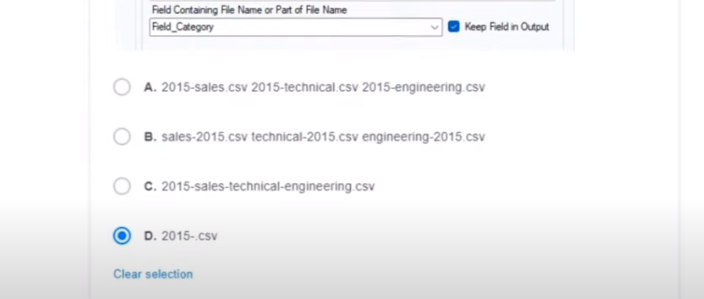 Field Containing File Name or Part of File Name
Field_Category
Keep Field in Output
A. 2015-sales.csv 2015-technical.csv 2015-engineering.csv
B. sales-2015.csv technical-2015.csv engineering-2015.csv
C. 2015-sales-technical-engineering.csv
D. 2015-.csv
Clear selection